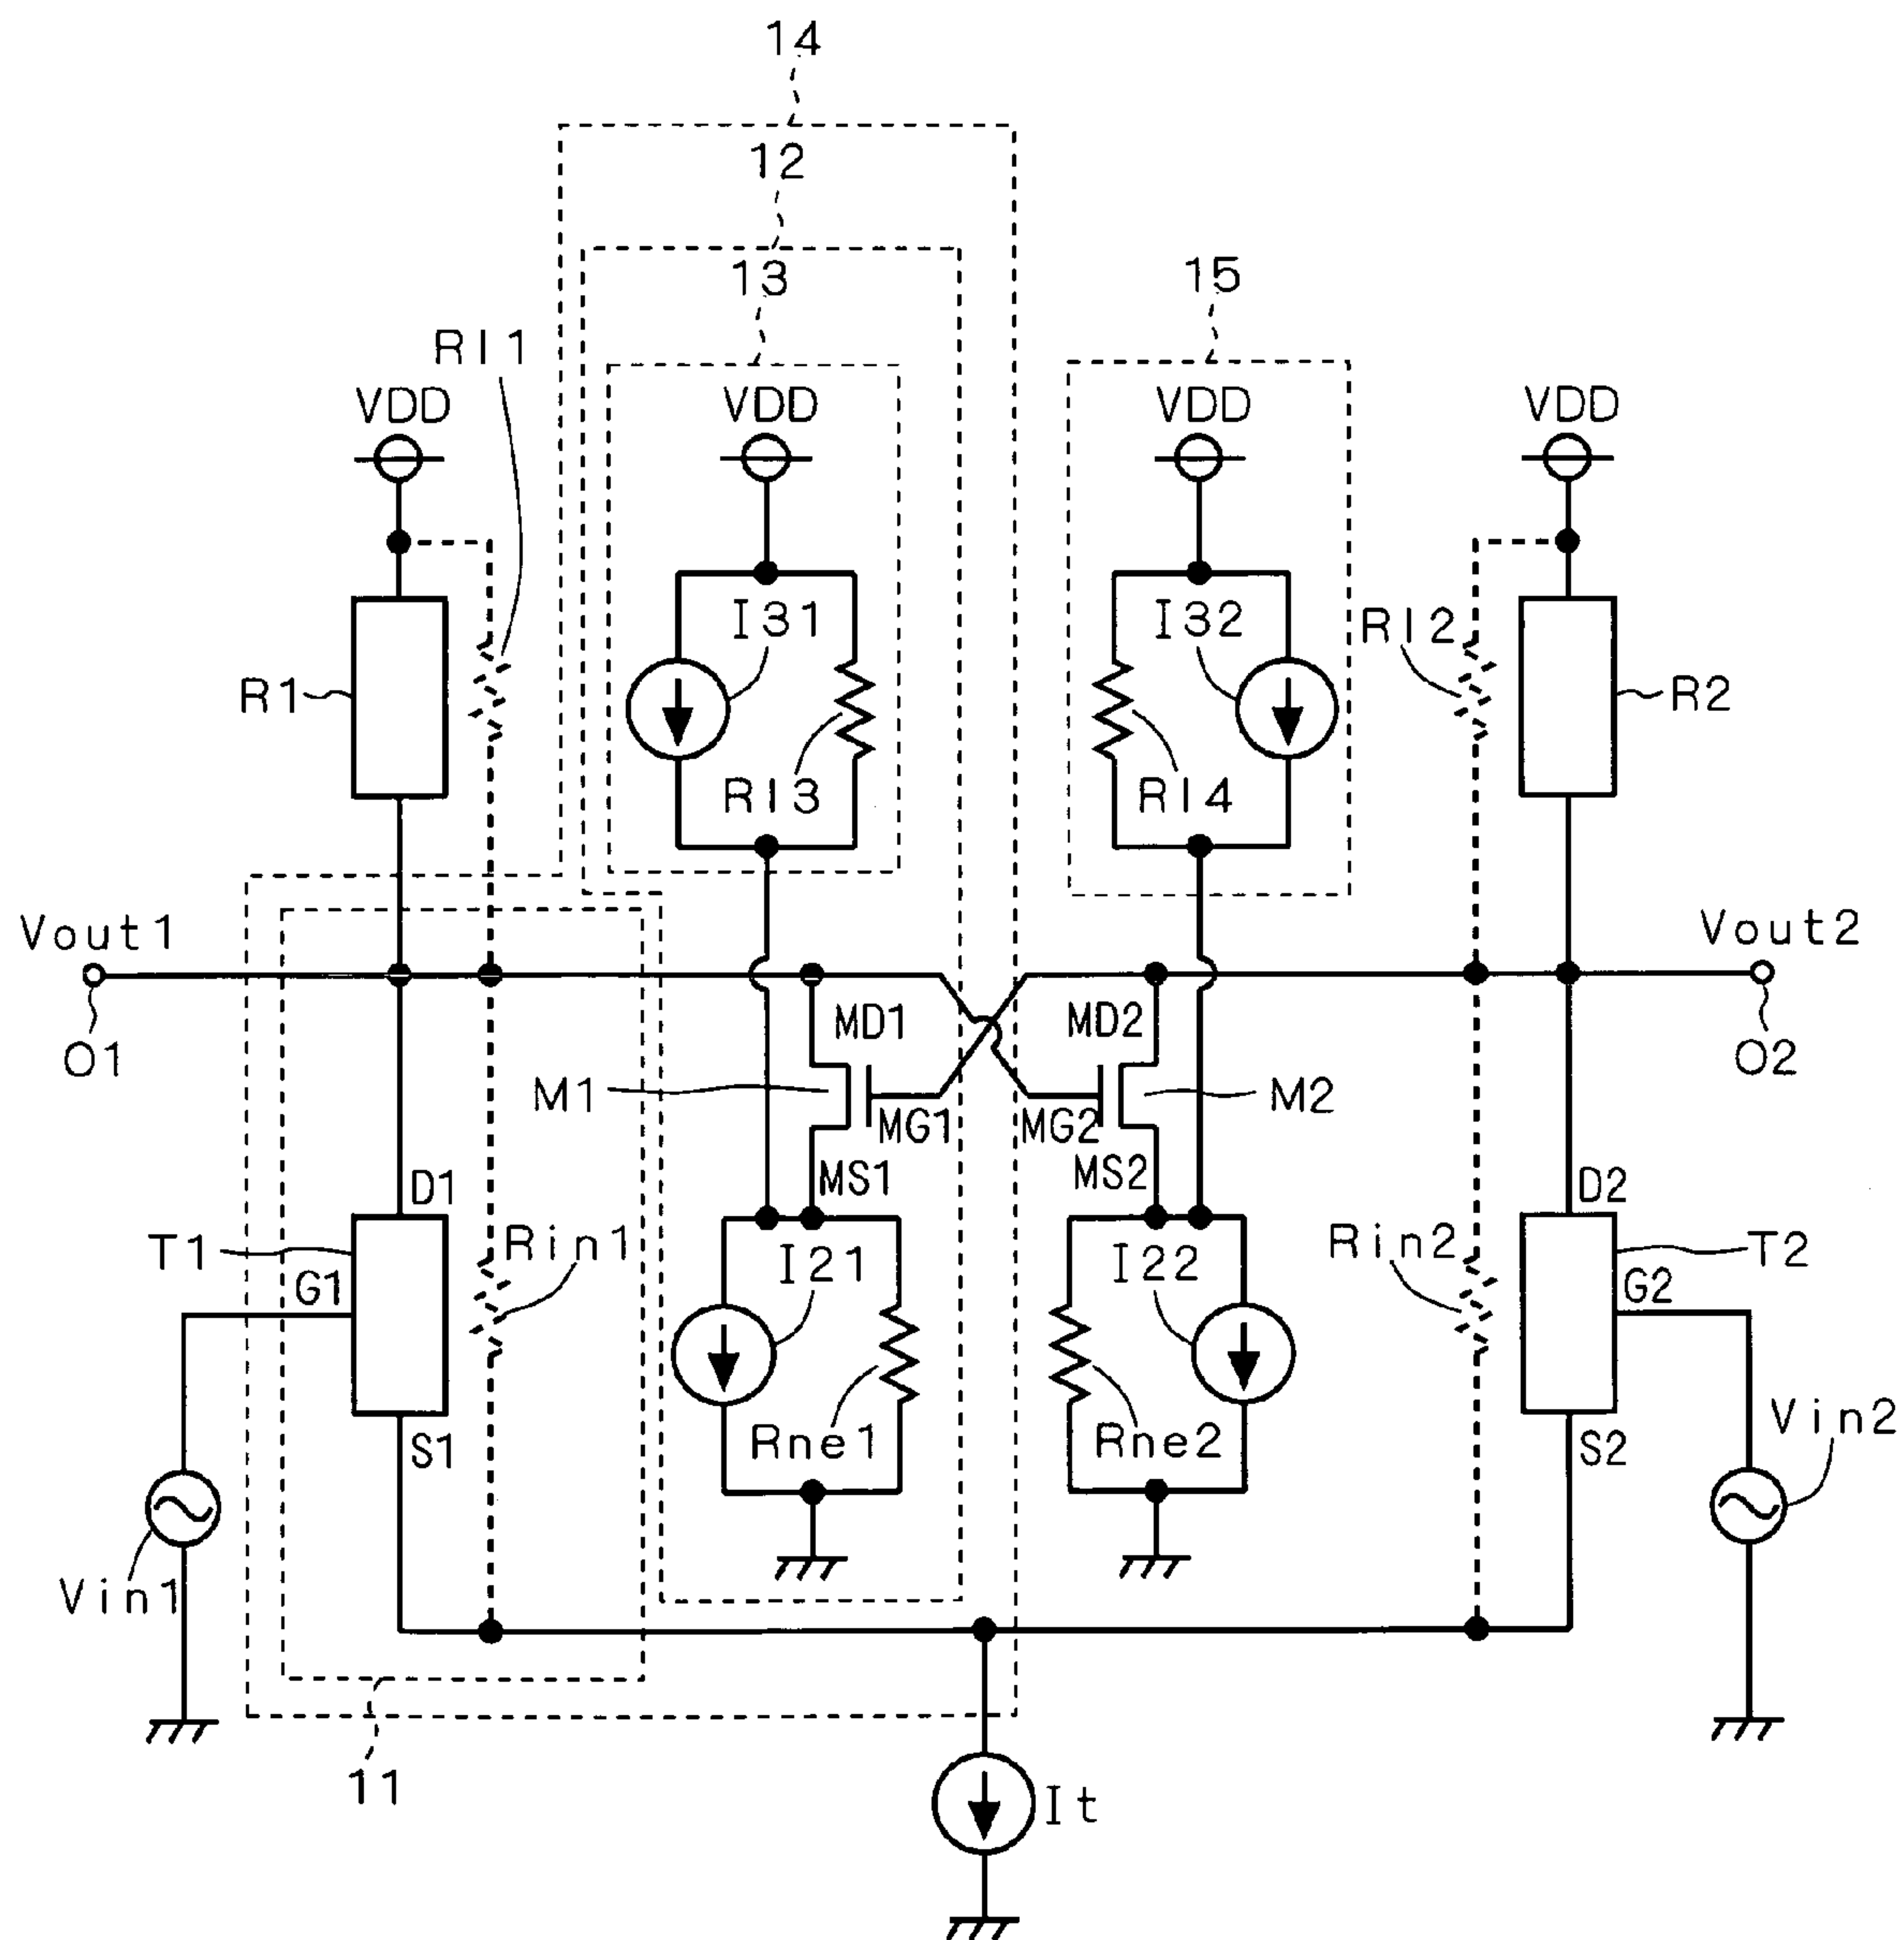 14
12
13
15
RI1
VDD
VDD
VDD
VDD
I31
I32
RI2
R1
R2
RI3
RI4
Vout1
Vout2
O1
MD1
MD2
O2
M1
M2
MG1
MG2
MS1
MS2
D1
D2
T1
Rin1
I21
I22
Rin2
T2
G1
G2
Rne1
Rne2
S1
S2
Vin2
Vin1
11
It